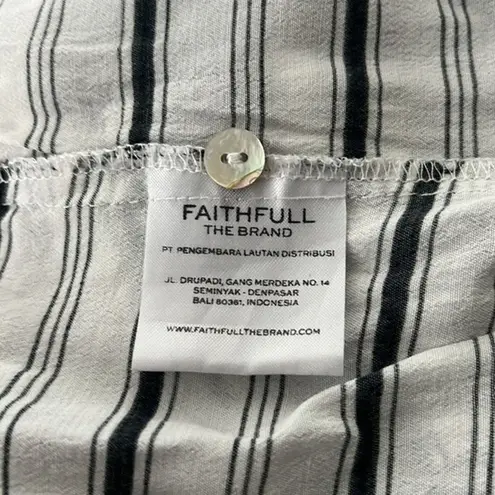 FAITHFULL
THE BRAND
PT PENGEMBARA LAUTAN DISTRIBUSI
JL. DRUPADI, GANG MERDEKA NO. 14
SEMINYAK - DENPASAR
BALI 80361, INDONESIA
WWW.FAITHFULLTHEBRAND.COM